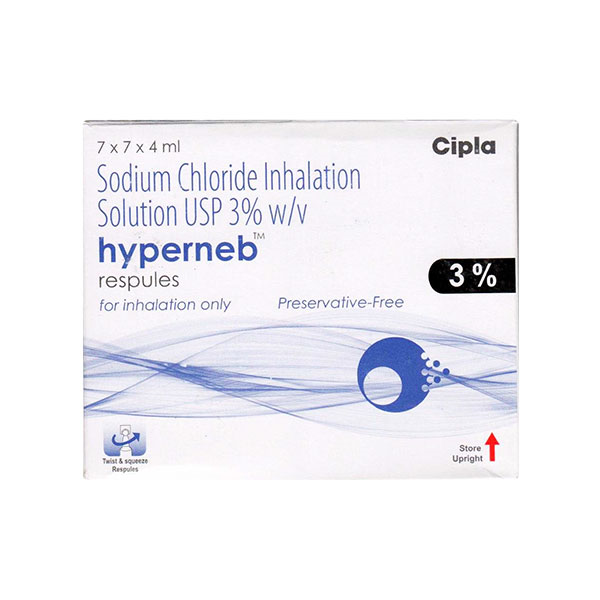 7 x 7 x 4 ml
Cipla
Sodium Chloride Inhalation
Solution USP 3% w/v
hyperneb™
respules
3 %
for inhalation only
Preservative-Free
Twist & squeeze
Respules
Store
Upright